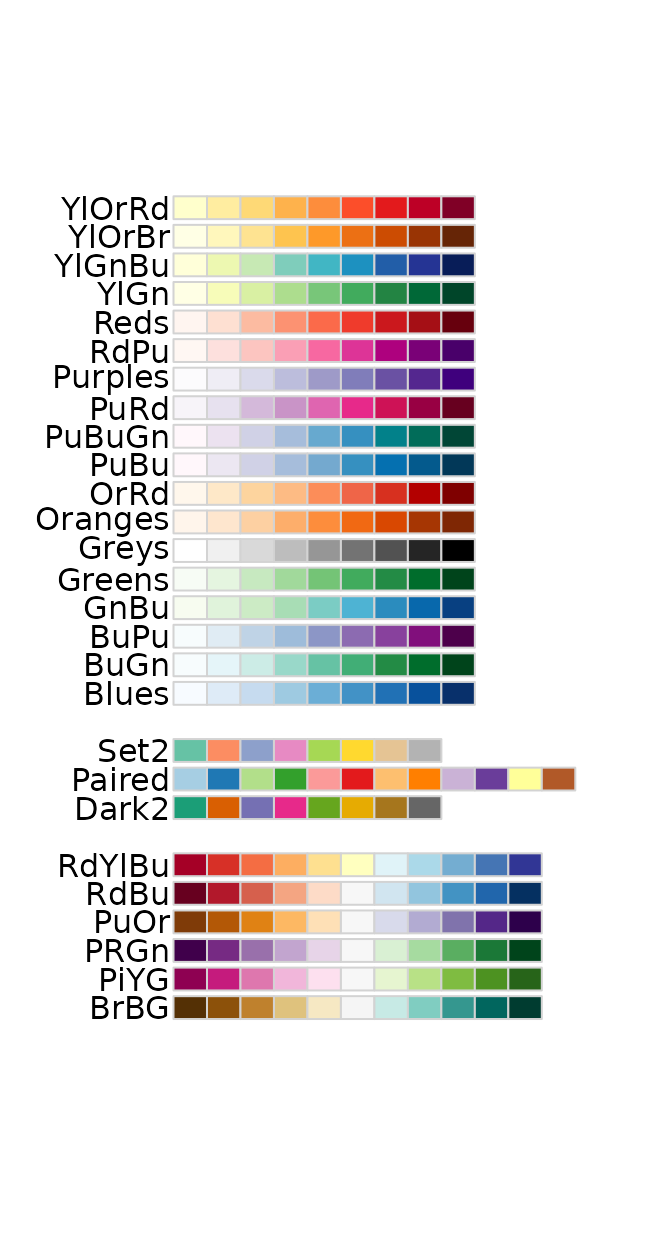 YlOrRd
YlOrBr
YlGnBu
YlGn
Reds
RdPu
Purples
PuRd
PuBuGn
PuBu
OrRd
Oranges
Greys
Greens
GnBu
BuPu
BuGn
Blues
Set2
Paired
Dark2
RdYlBu
RdBu
PuOr
PRGn
PiYG
BrBG